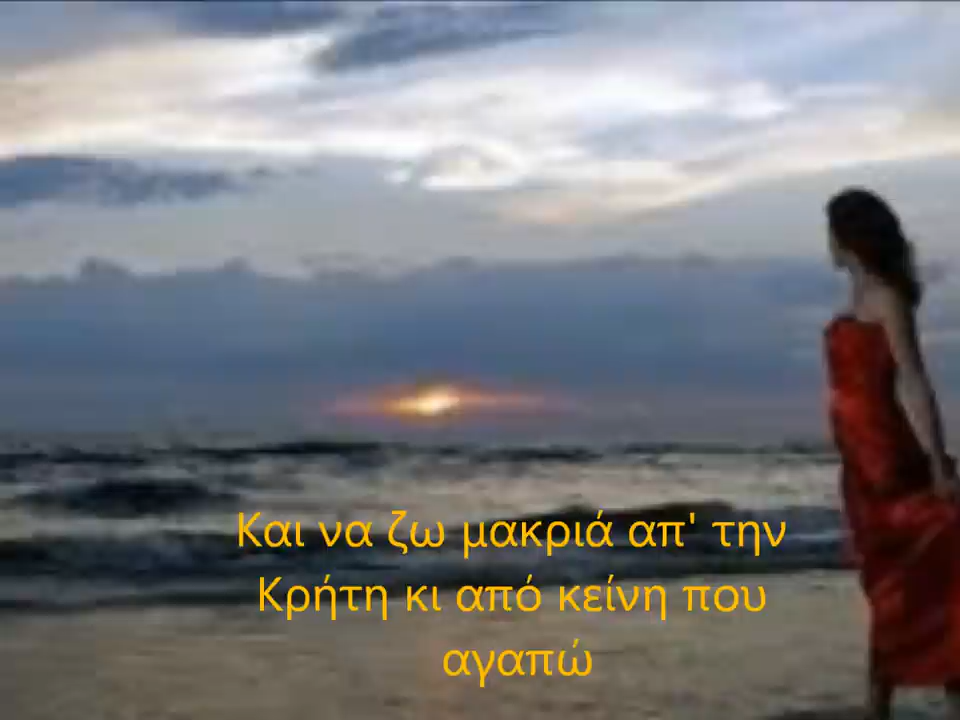 Και να ζω μακριά απ' την
Κρήτη κι από κείνη που
αγαπώ